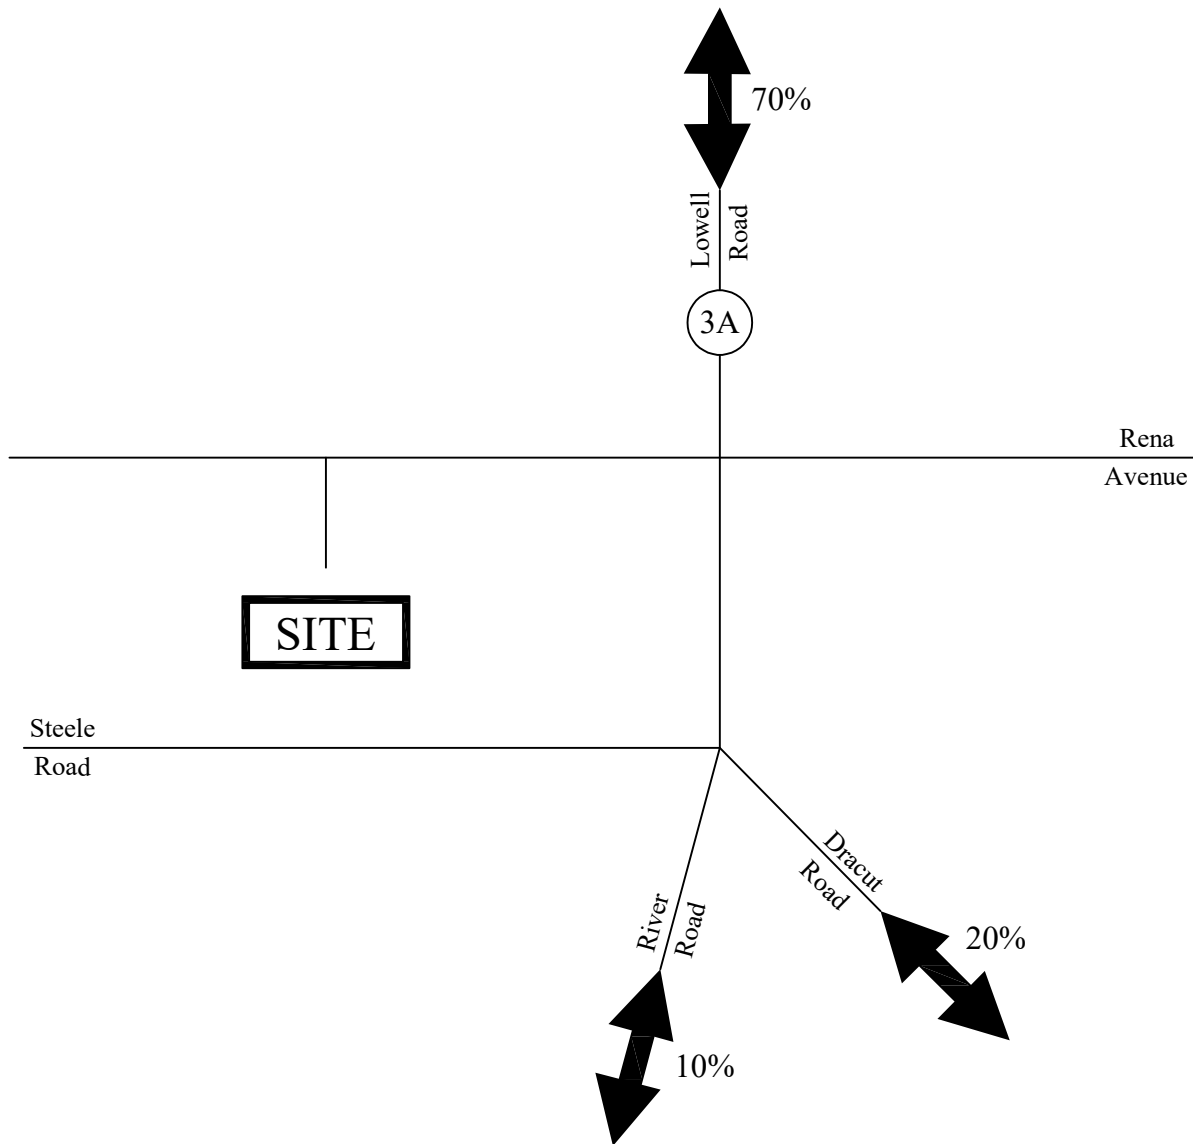 70%
Lowell
Road
3A
Rena
Avenue
SITE
Steele
Road
Dracut
Road
20%
River
Road
10%